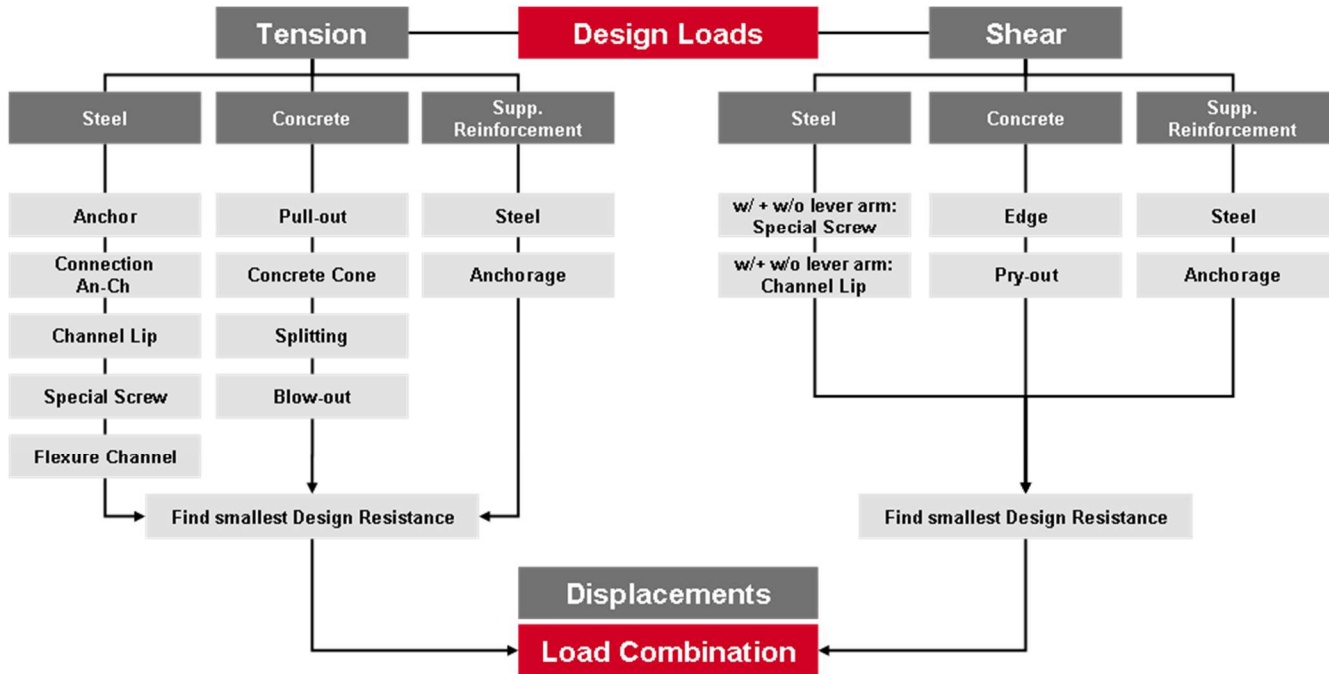 Tension
Design Loads
Shear
Steel
Concrete
Supp.
Reinforcement
Steel
Concrete
Supp.
Reinforcement
Anchor
Pull-out
Steel
w/ + w/o lever arm:
Special Screw
Edge
Steel
Connection
An-Ch
Concrete Cone
Anchorage
w/+ w/o lever arm:
Channel Lip
Pry-out
Anchorage
Channel Lip
Splitting
Special Screw
Blow-out
Flexure Channel
Find smallest Design Resistance
Find smallest Design Resistance
Displacements
Load Combination